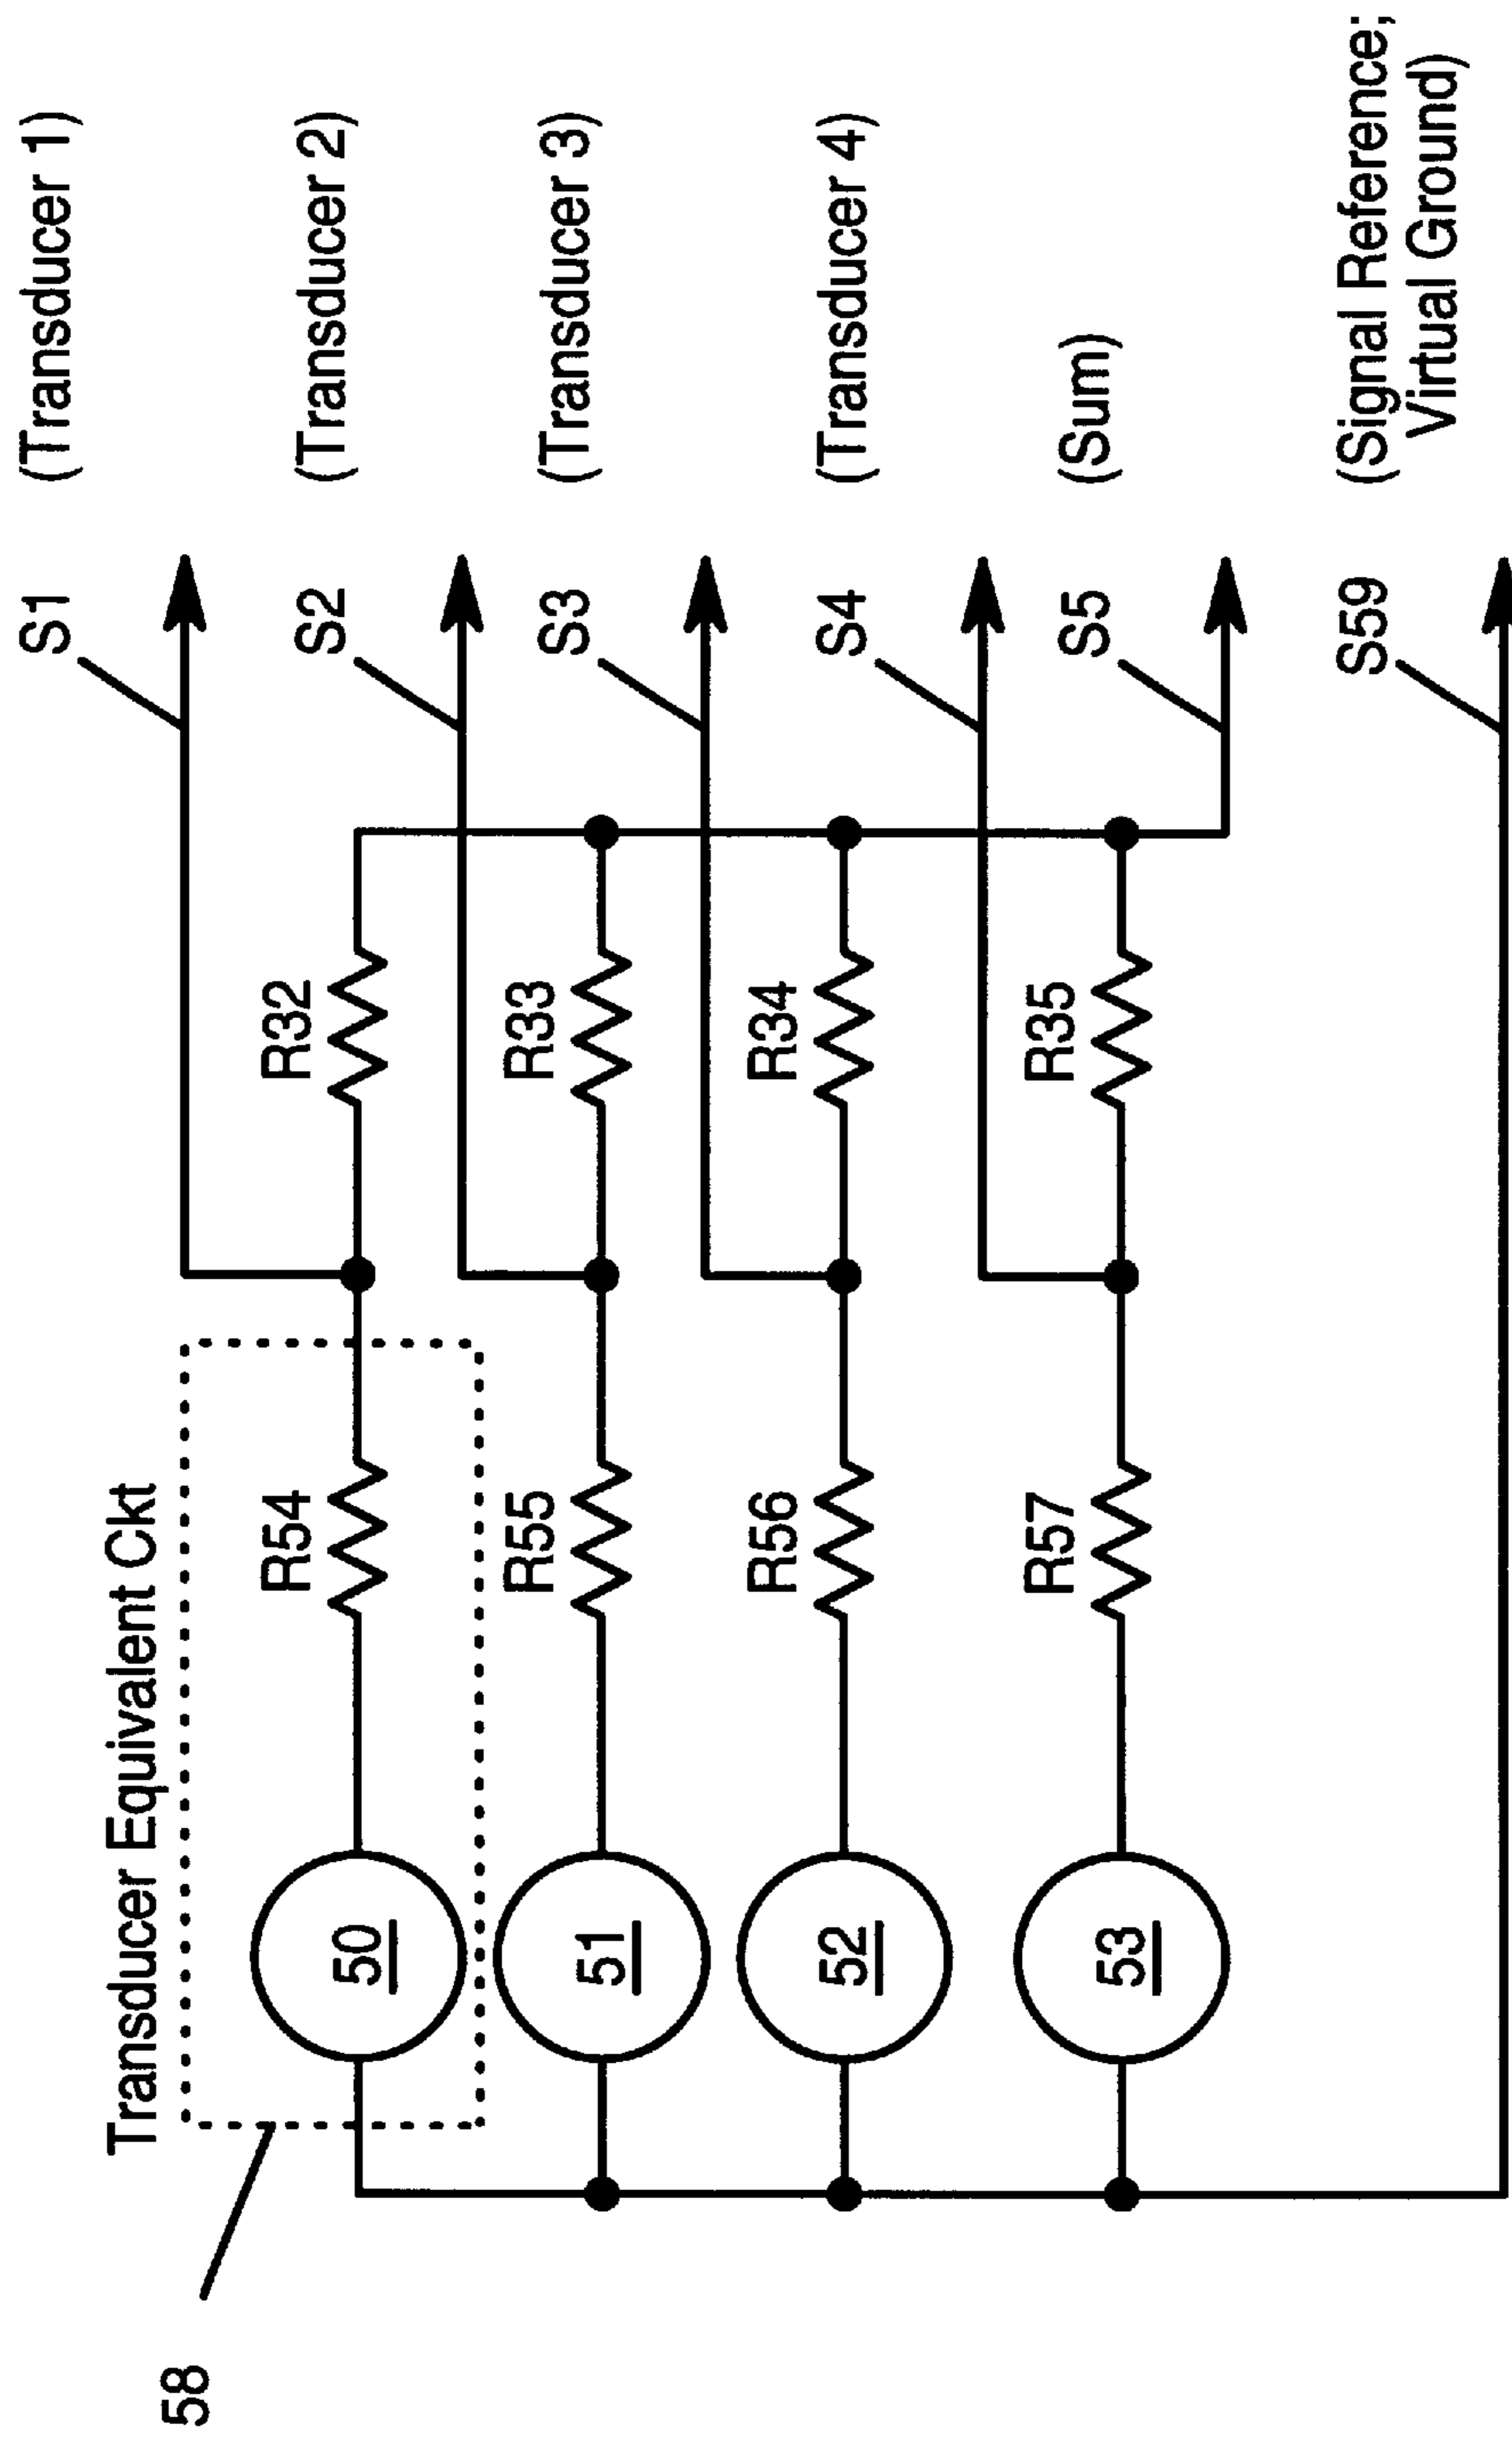 Transducer Equivalent Ckt
58
50
R54
R32
S1
(Transducer 1)
51
R55
R33
S2
(Transducer 2)
52
R56
R34
S3
(Transducer 3)
53
R57
R35
S4
(Transducer 4)
S5
(Sum)
S59
(Signal Reference;
Virtual Ground)